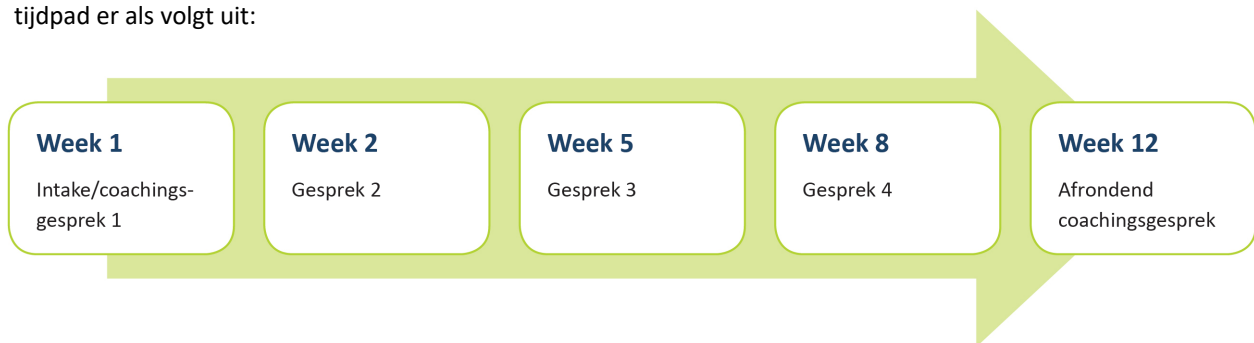 tijdpad er als volgt uit:
Week 1
Intake/coachings-
gesprek 1
Week 2
Gesprek 2
Week 5
Gesprek 3
Week 8
Gesprek 4
Week 12
Afrondend
coachingsgesprek